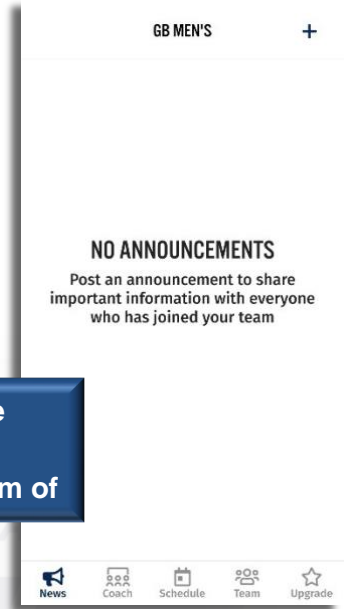 GB MEN'S +
NO ANNOUNCEMENTS
Post an announcement to share
important information with everyone
who has joined your team
m of
News Coach Schedule Team Upgrade